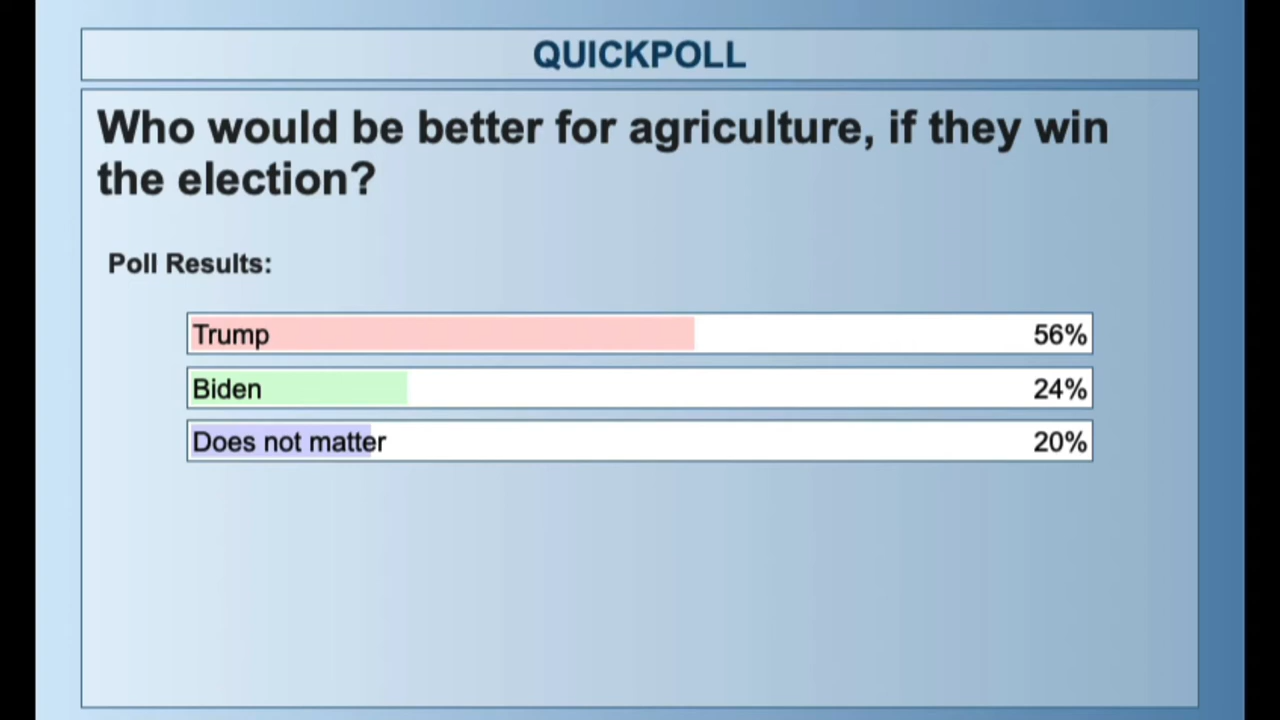 QUICKPOLL
Who would be better for agriculture, if they win
the election?
Poll Results:
Trump 56%
Biden 24%
Does not matter 20%